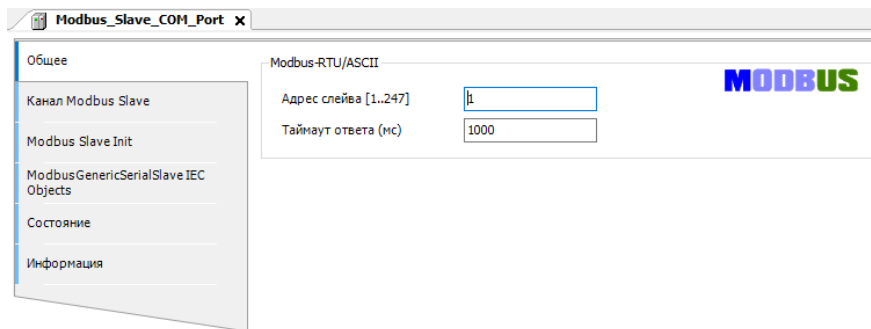 Modbus_Slave_COM_Port x
Общее
Modbus-RTU/ASCII
MODBUS
Адрес слейва [1..247] 1
Таймаут ответа (мс) 1000
Канал Modbus Slave
Modbus Slave Init
ModbusGenericSerialSlave IEC
Objects
Состояние
Информация